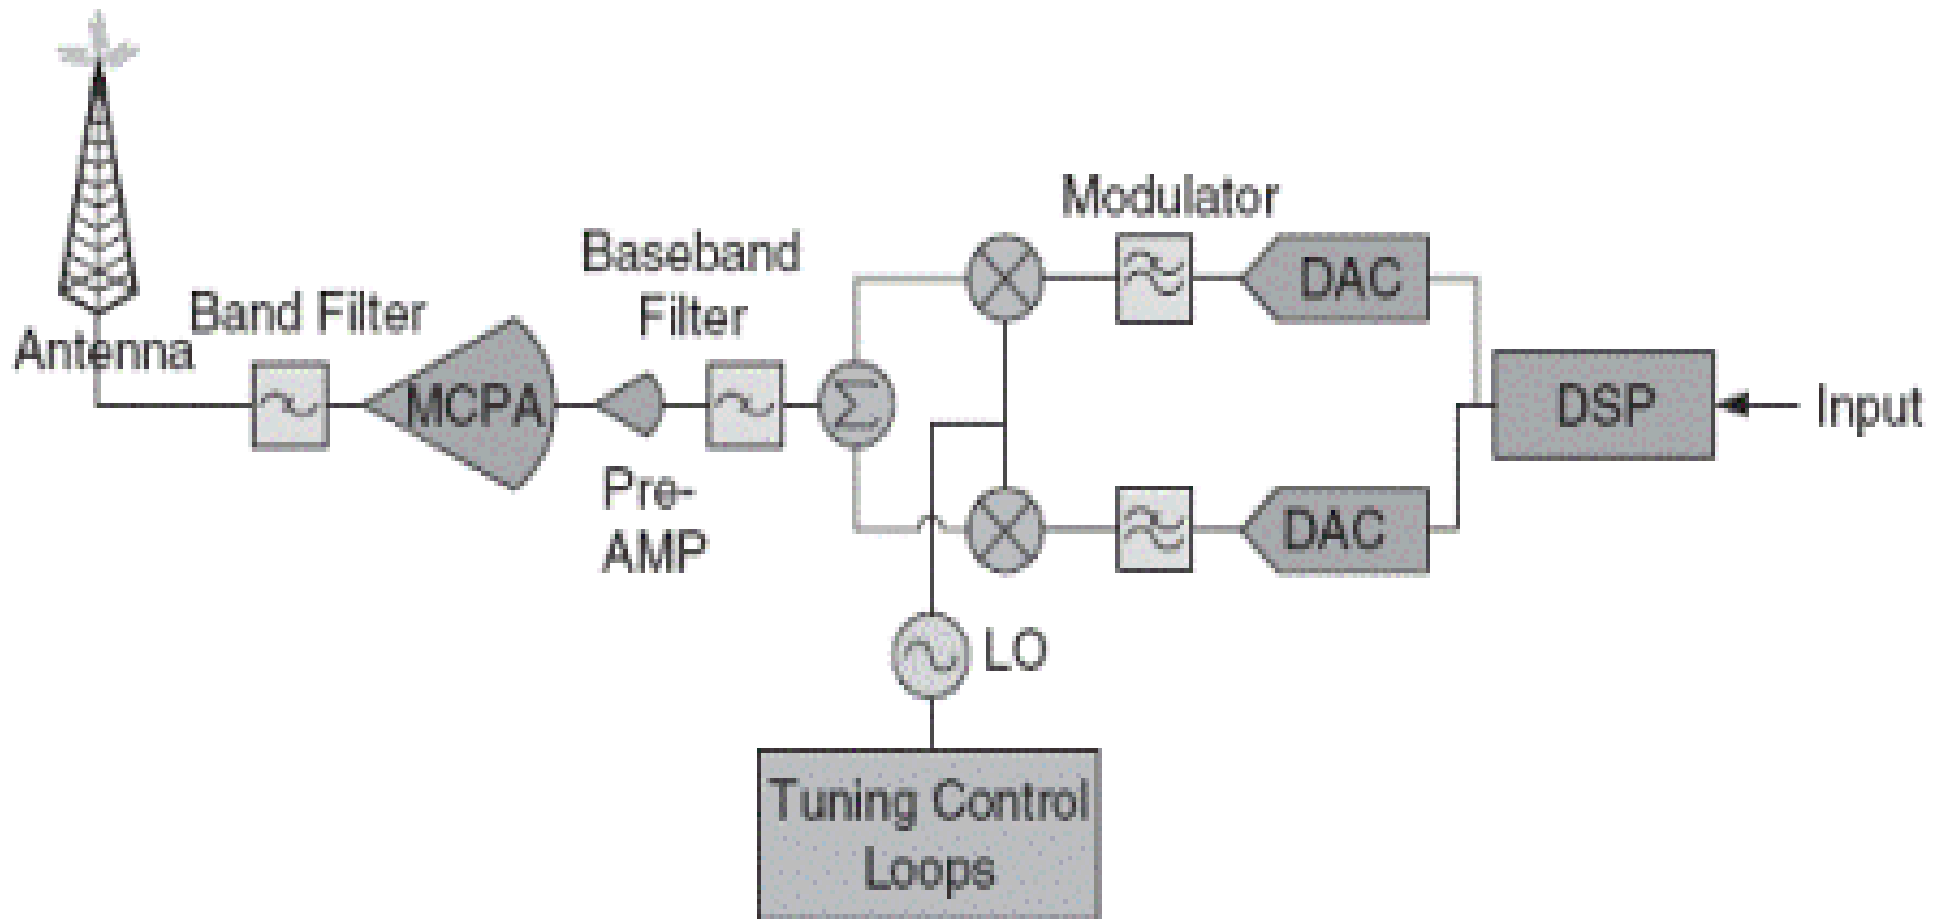 Modulator
Baseband
Filter
DAC
Band Filter
Antenna
MCPA
Σ
DSP
Input
Pre-
AMP
DAC
LO
Tuning Control
Loops